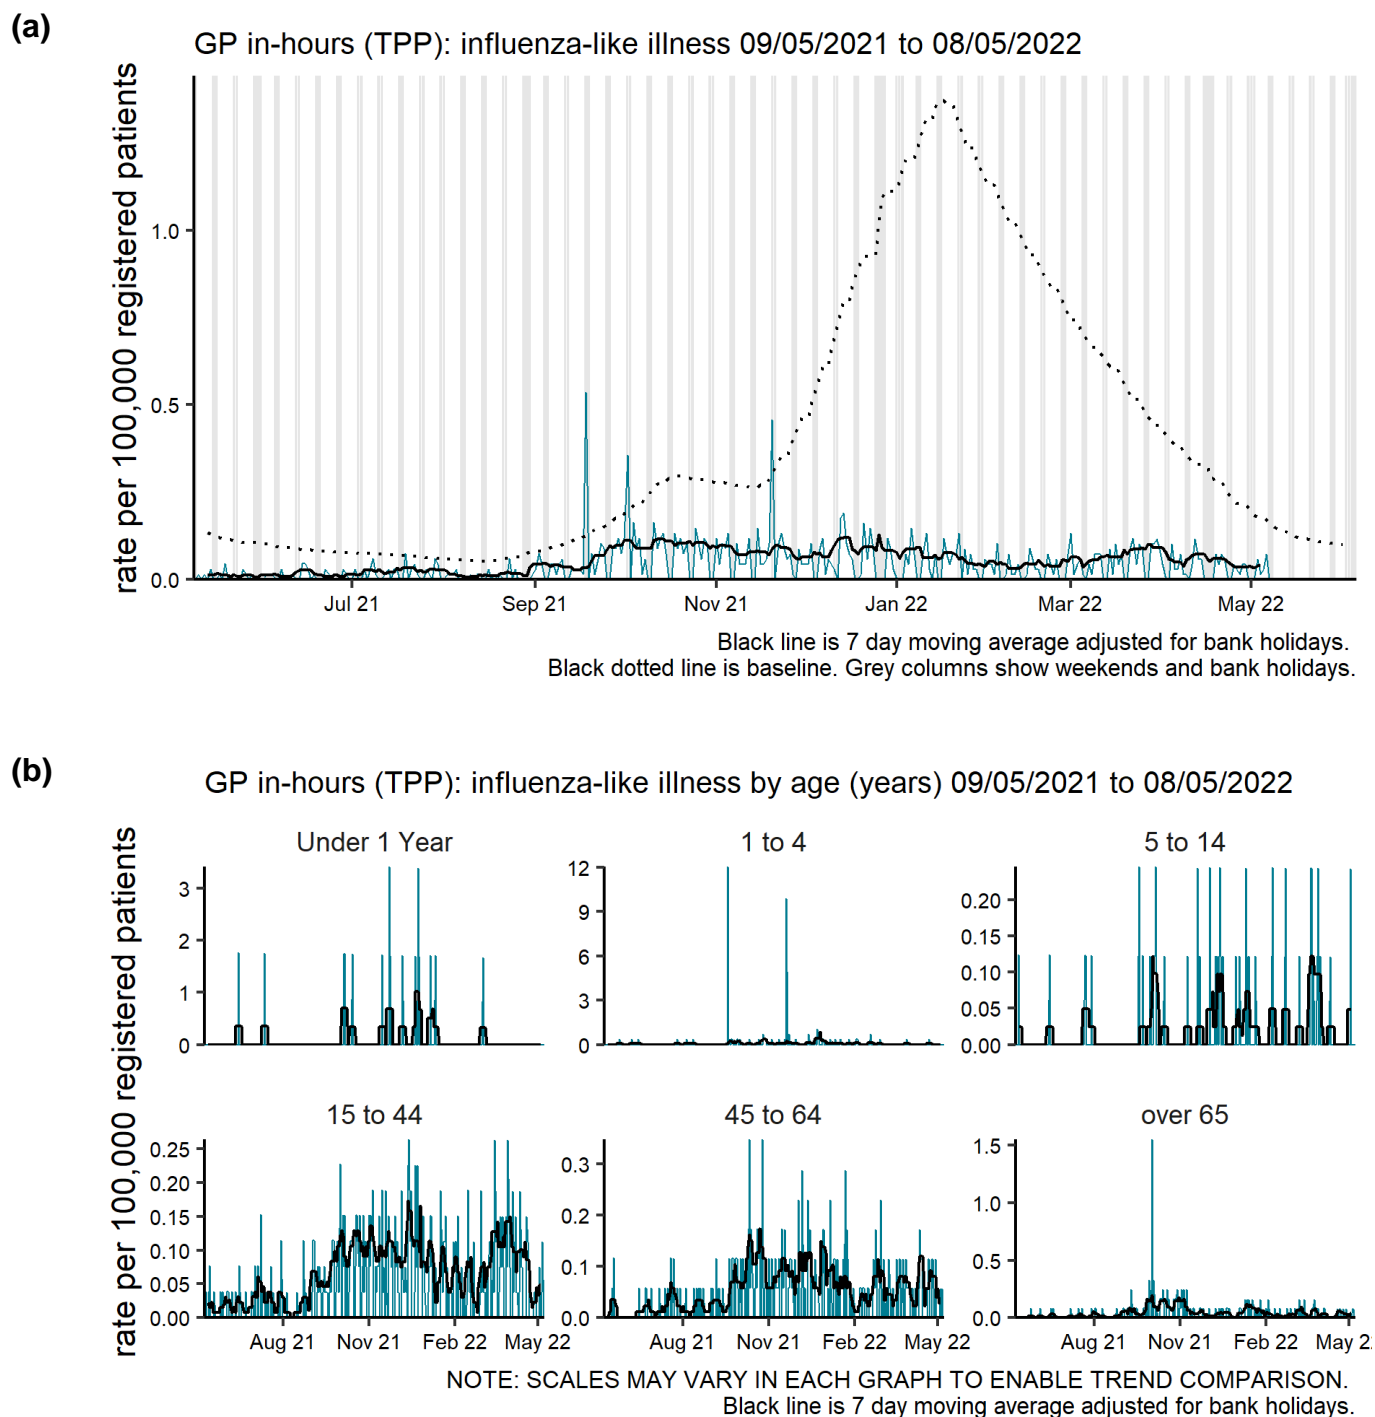 (a)
GP in-hours (TPP): influenza-like illness 09/05/2021 to 08/05/2022
rate per 100,000 registered patients
1.0
0.5
0.0
Jul 21 Sep 21 Nov 21 Jan 22 Mar 22 May 22
Black line is 7 day moving average adjusted for bank holidays.
Black dotted line is baseline. Grey columns show weekends and bank holidays.
(b)
GP in-hours (TPP): influenza-like illness by age (years) 09/05/2021 to 08/05/2022
rate per 100,000 registered patients
Under 1 Year
3
2
1
0
1 to 4
12
9
6
3
0
5 to 14
0.20
0.15
0.10
0.05
0.00
15 to 44
0.25
0.20
0.15
0.10
0.05
0.00
Aug 21 Nov 21 Feb 22 May 22
45 to 64
0.3
0.2
0.1
0.0
Aug 21 Nov 21 Feb 22 May 22
over 65
1.5
1.0
0.5
0.0
Aug 21 Nov 21 Feb 22 May 2
NOTE: SCALES MAY VARY IN EACH GRAPH TO ENABLE TREND COMPARISON.
Black line is 7 day moving average adjusted for bank holidays.